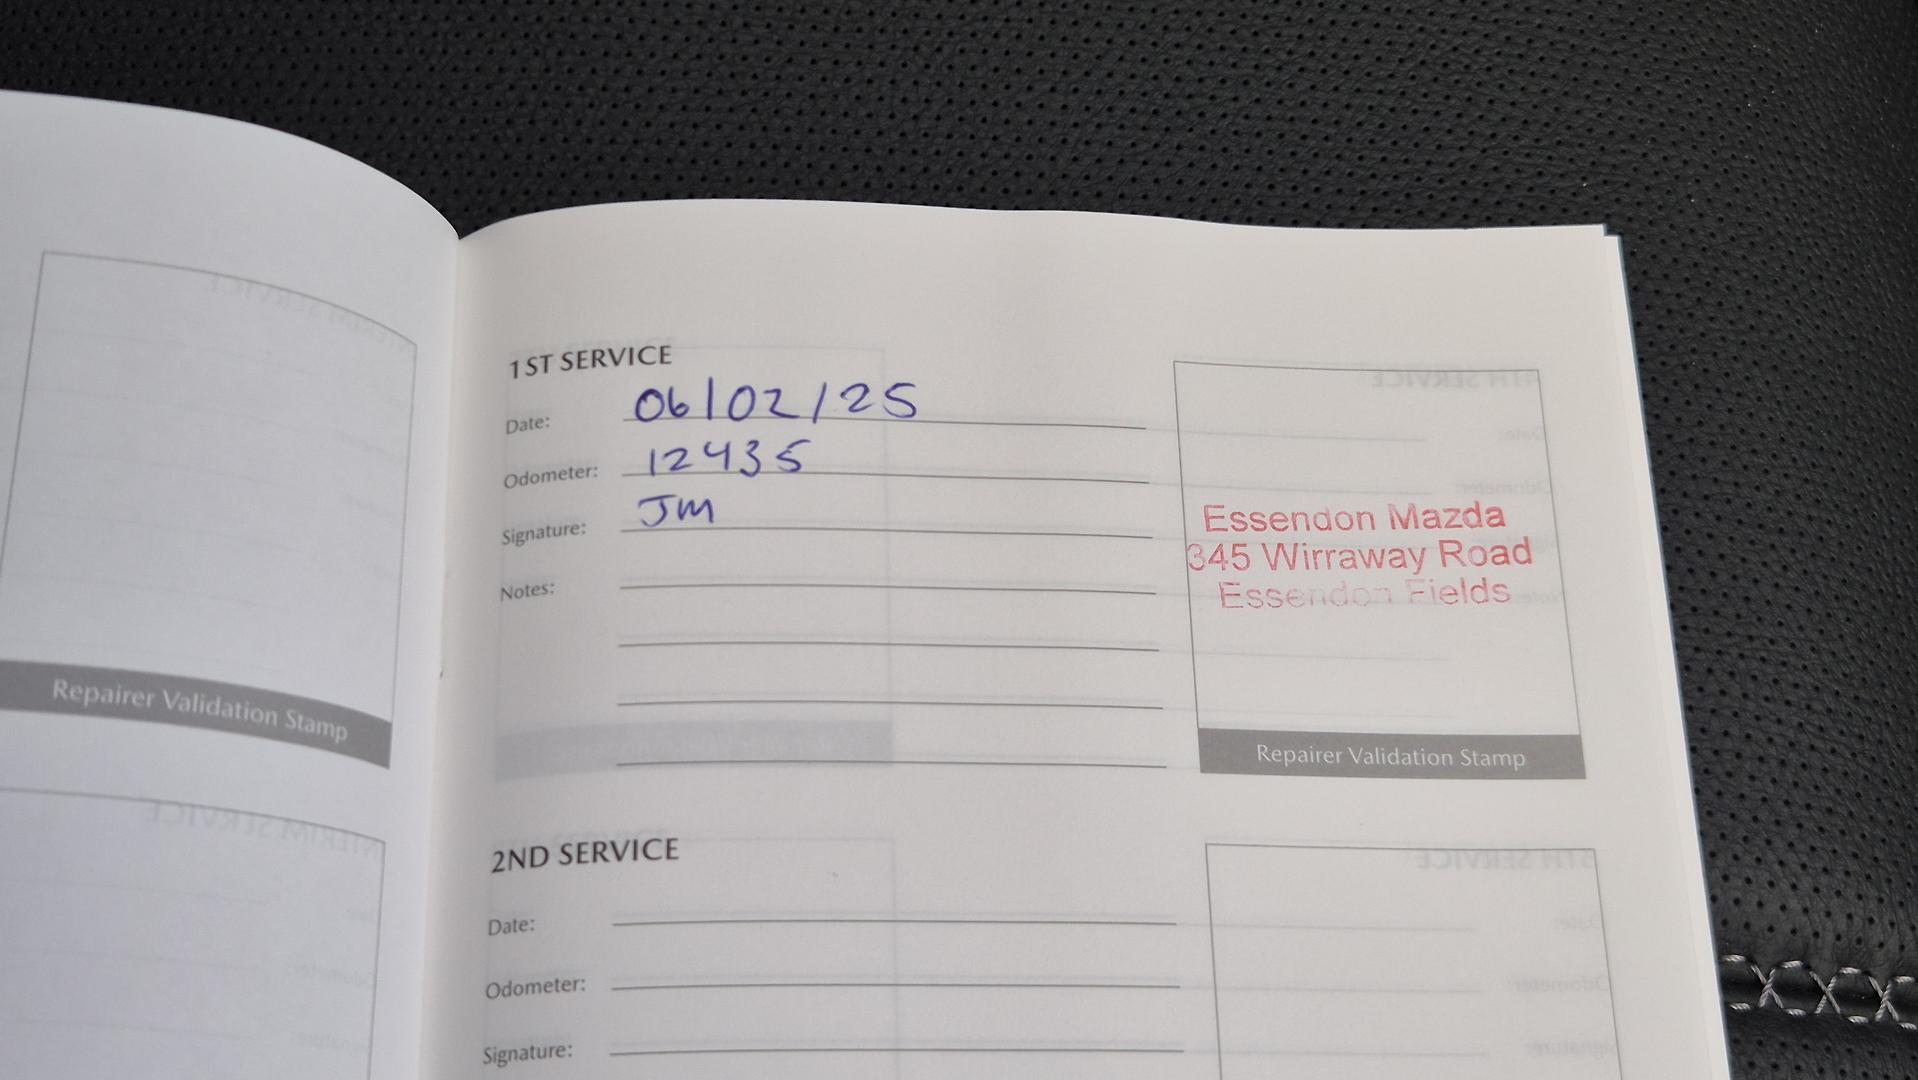 1ST SERVICE
Date: 06/02/25
Odometer: 12435
Signature: JM
Notes:
Essendon Mazda
345 Wirraway Road
Essendon Fields
Repairer Validation Stamp
2ND SERVICE
Date:
Odometer:
Signature:
Repairer Validation Stamp